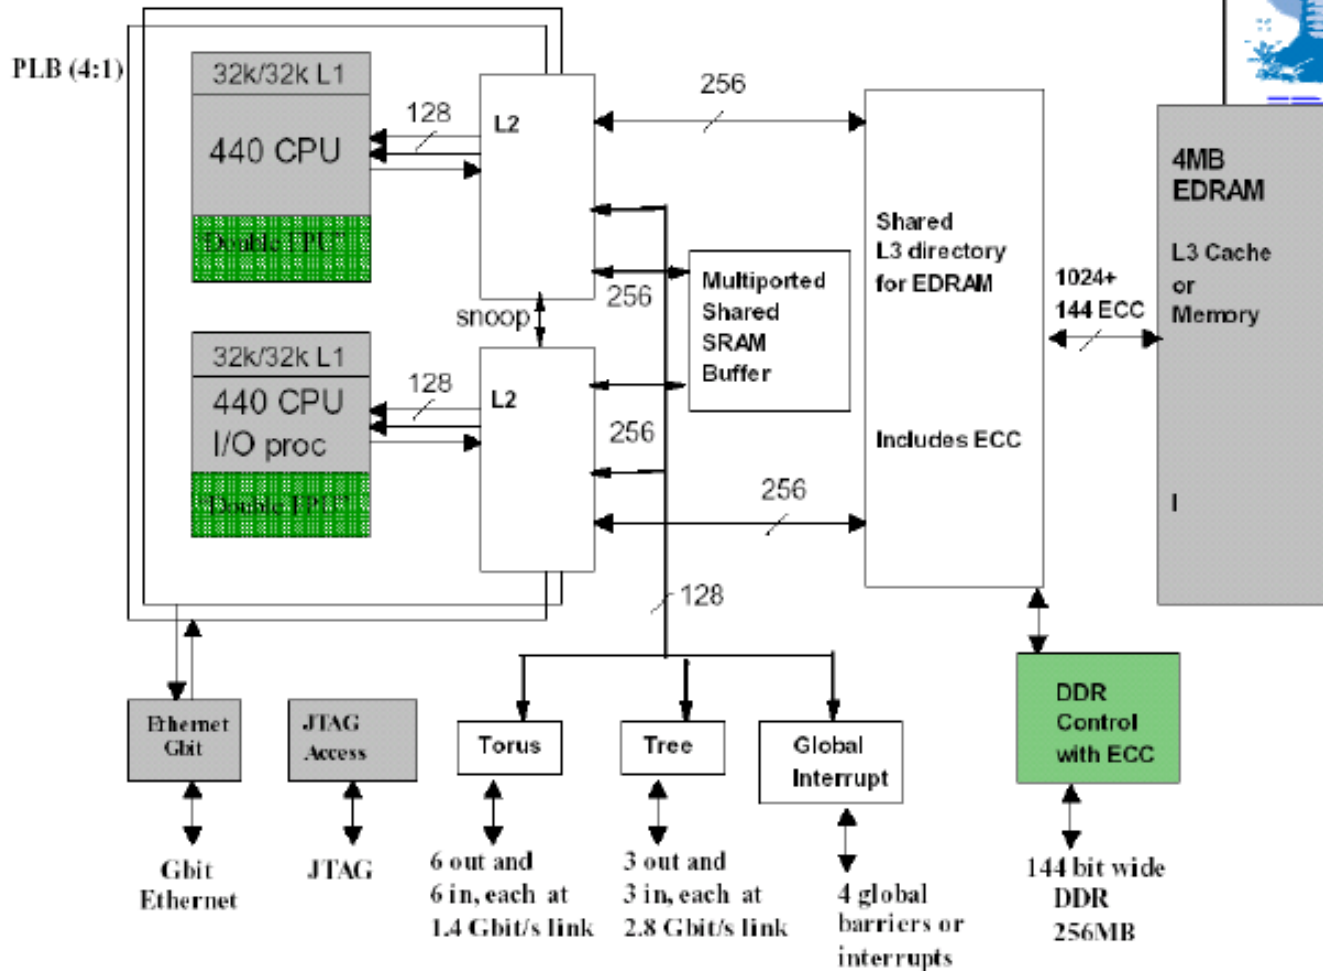 PLB (4:1)
32k/32k L1
440 CPU
"Double FPU"
128
L2
256
snoop
256
Multiported
Shared
SRAM
Buffer
Shared
L3 directory
for EDRAM
Includes ECC
1024+
144 ECC
4MB
EDRAM
L3 Cache
or
Memory
l
32k/32k L1
440 CPU
I/O proc
"Double FPU"
128
L2
256
256
128
Ethernet
Gbit
JTAG
Access
Torus
Tree
Global
Interrupt
DDR
Control
with ECC
Gbit
Ethernet
JTAG
6 out and
6 in, each at
1.4 Gbit/s link
3 out and
3 in, each at
2.8 Gbit/s link
4 global
barriers or
interrupts
144 bit wide
DDR
256MB